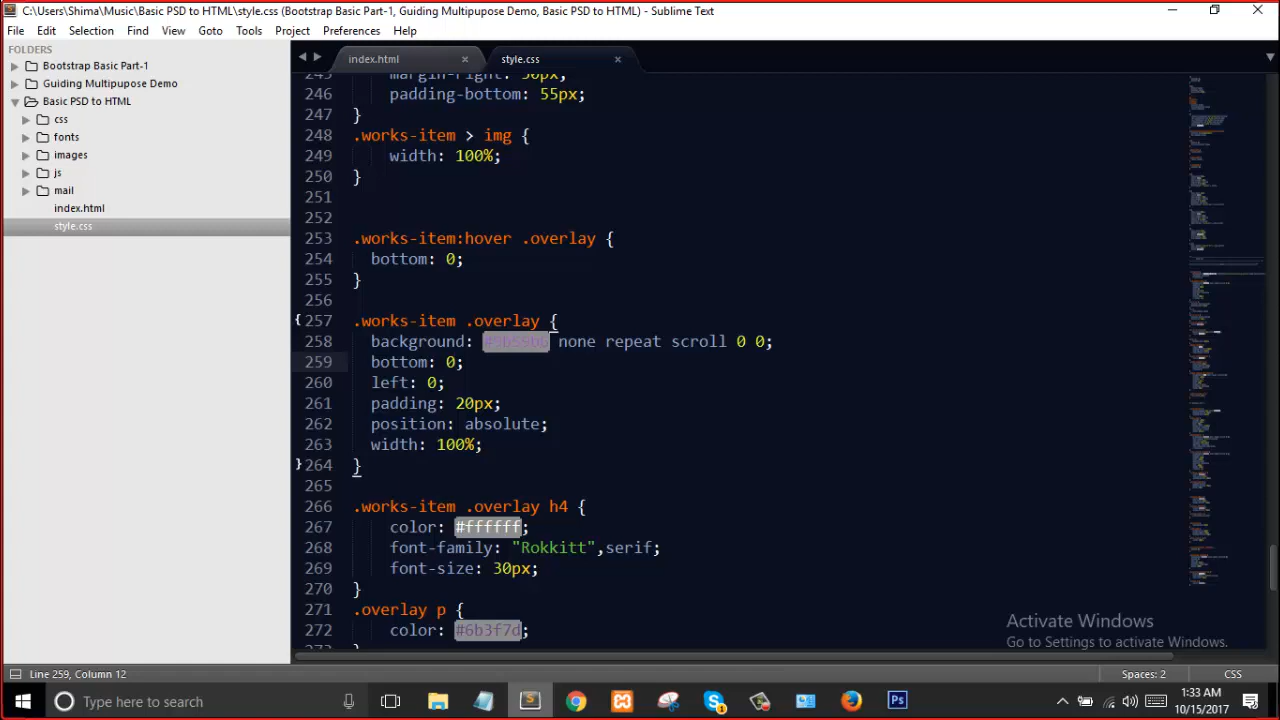 C:\Users\Shima\Music\Basic PSD to HTML\style.css (Bootstrap Basic Part-1, Guiding Multipupose Demo, Basic PSD to HTML) - Sublime Text
File Edit Selection Find View Goto Tools Project Preferences Help
FOLDERS
Bootstrap Basic Part-1
Guiding Multipupose Demo
Basic PSD to HTML
css
fonts
images
js
mail
index.html
style.css
index.html style.css
245 margin-right: 30px;
246 padding-bottom: 55px;
247 }
248 .works-item > img {
249 width: 100%;
250 }
251
252
253 .works-item:hover .overlay {
254 bottom: 0;
255 }
256
257 .works-item .overlay {
258 background: #9b59b6 none repeat scroll 0 0;
259 bottom: 0;
260 left: 0;
261 padding: 20px;
262 position: absolute;
263 width: 100%;
264 }
265
266 .works-item .overlay h4 {
267 color: #ffffff;
268 font-family: "Rokkitt",serif;
269 font-size: 30px;
270 }
271 .overlay p {
272 color: #6b3f7d;
273 }
Activate Windows
Go to Settings to activate Windows.
Line 259, Column 12 Spaces: 2 CSS
Type here to search
1:33 AM
10/15/2017